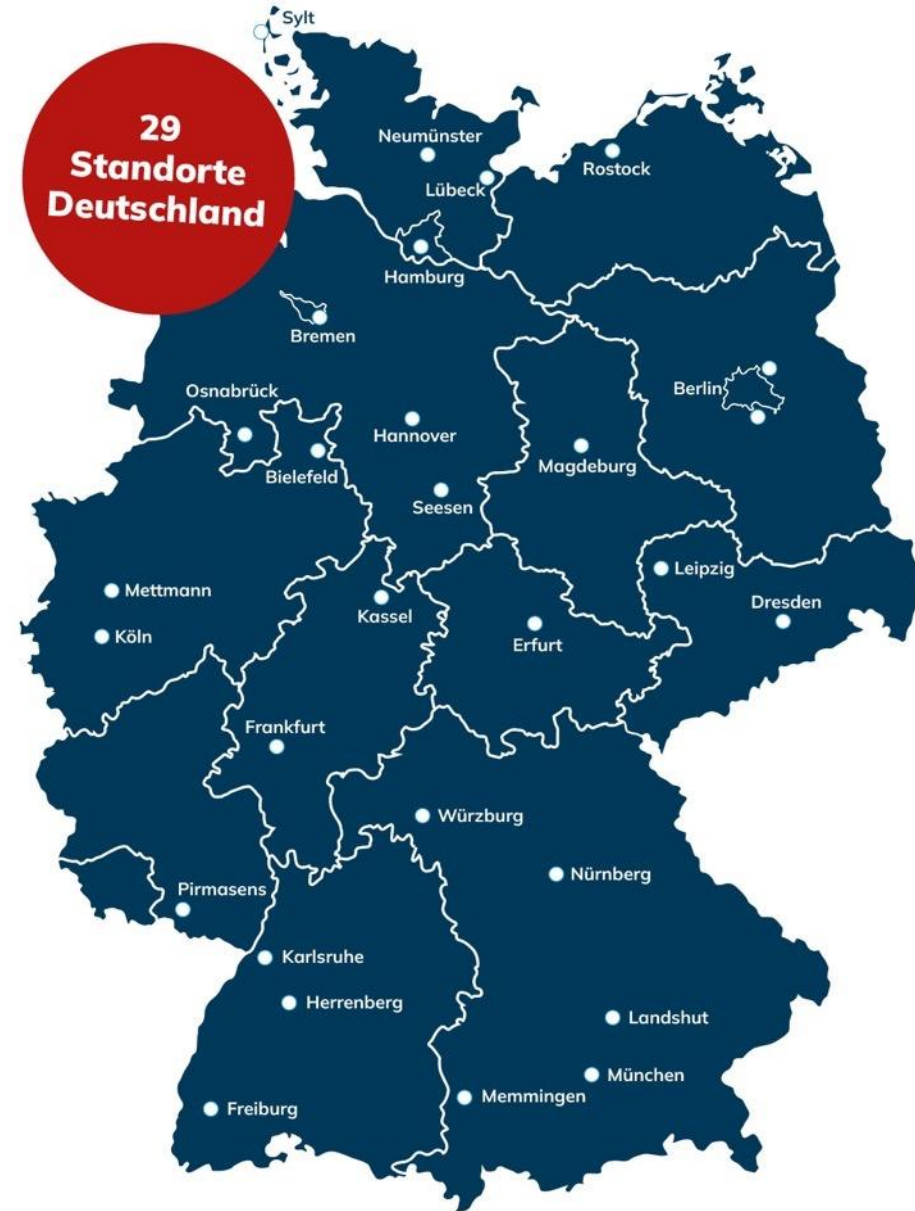 Sylt
29
Standorte
Deutschland
Neumünster
Rostock
Lübeck
Hamburg
Bremen
Osnabrück
Berlin
Hannover
Bielefeld
Magdeburg
Seesen
Leipzig
Mettmann
Dresden
Kassel
Köln
Erfurt
Frankfurt
Würzburg
Nürnberg
Pirmasens
Karlsruhe
Herrenberg
Landshut
München
Memmingen
Freiburg